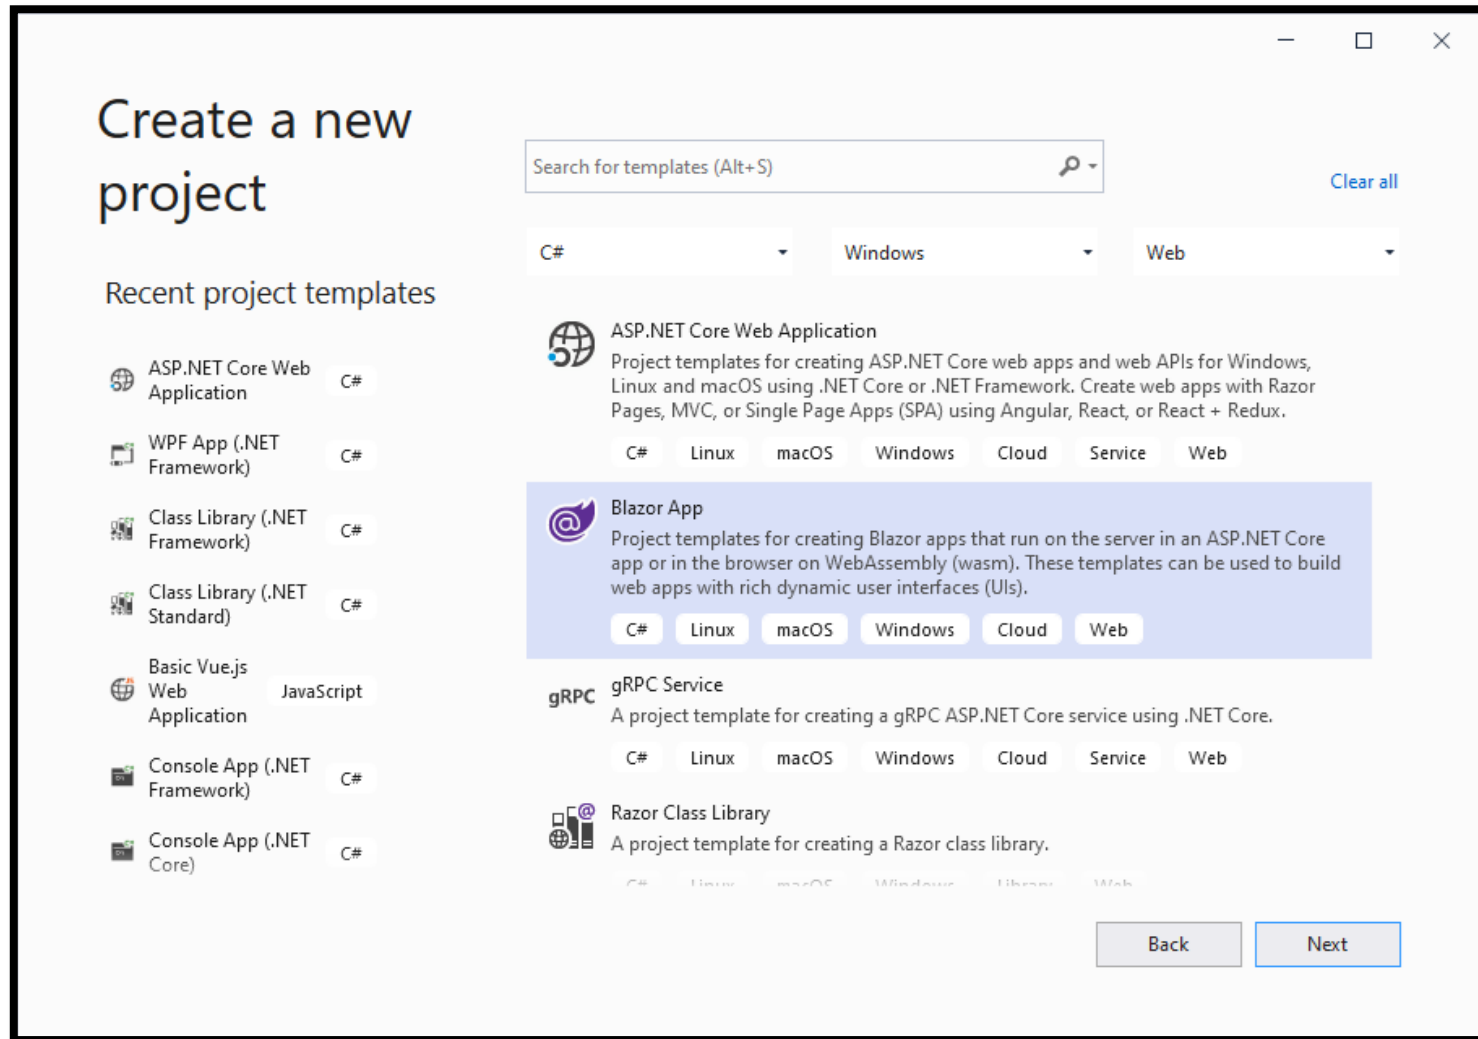 Create a new
project
Recent project templates
ASP.NET Core Web
Application
C#
WPF App (.NET
Framework)
C#
Class Library (.NET
Framework)
C#
Class Library (.NET
Standard)
C#
Basic Vue.js
Web
Application
JavaScript
Console App (.NET
Framework)
C#
Console App (.NET
Core)
C#
Search for templates (Alt+S)
Clear all
C# Windows Web
ASP.NET Core Web Application
Project templates for creating ASP.NET Core web apps and web APIs for Windows,
Linux and macOS using .NET Core or .NET Framework. Create web apps with Razor
Pages, MVC, or Single Page Apps (SPA) using Angular, React, or React + Redux.
C# Linux macOS Windows Cloud Service Web
@
Blazor App
Project templates for creating Blazor apps that run on the server in an ASP.NET Core
app or in the browser on WebAssembly (wasm). These templates can be used to build
web apps with rich dynamic user interfaces (UIs).
C# Linux macOS Windows Cloud Web
gRPC
gRPC Service
A project template for creating a gRPC ASP.NET Core service using .NET Core.
C# Linux macOS Windows Cloud Service Web
@
Razor Class Library
A project template for creating a Razor class library.
C# Linux macOS Windows Library Web
Back Next